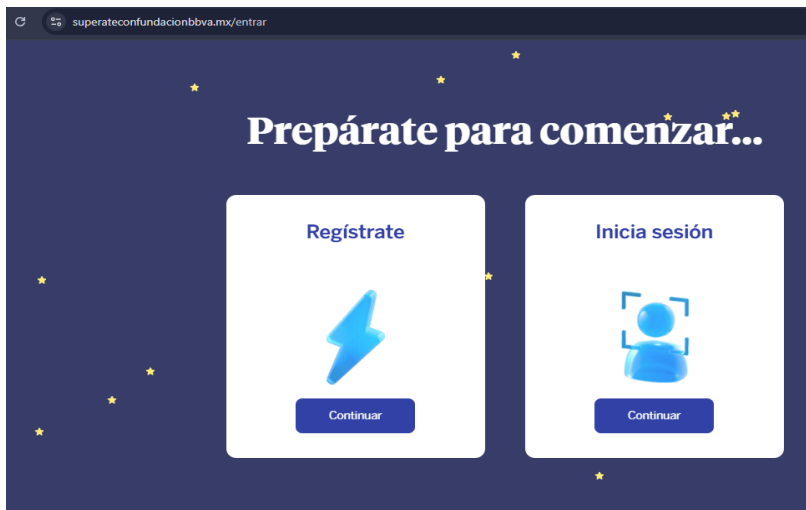 superateconfundacionbbva.mx/entrar
Prepárate para comenzar...
Regístrate
Inicia sesión
Continuar
Continuar